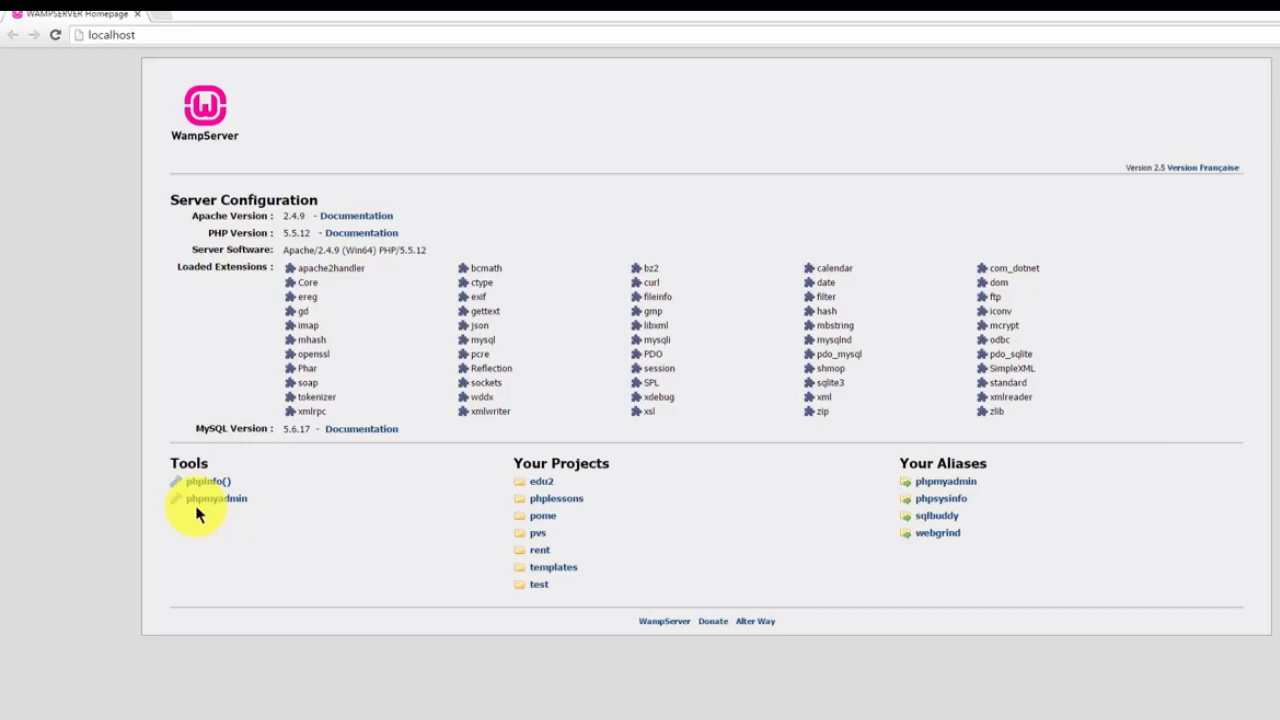 WAMPSERVER Homepage
localhost
WampServer
Version 2.5 Version Française
Server Configuration
Apache Version : 2.4.9 - Documentation
PHP Version : 5.5.12 - Documentation
Server Software: Apache/2.4.9 (Win64) PHP/5.5.12
Loaded Extensions : apache2handler bcmath bz2 calendar com_dotnet
Core ctype curl date dom
ereg exif fileinfo filter ftp
gd gettext gmp hash iconv
imap json libxml mbstring mcrypt
mhash mysql mysqli mysqlnd odbc
openssl pcre PDO pdo_mysql pdo_sqlite
Phar Reflection session shmop SimpleXML
soap sockets SPL sqlite3 standard
tokenizer wddx xdebug xml xmlreader
xmlrpc xmlwriter xsl zip zlib
MySQL Version : 5.6.17 - Documentation
Tools
phpinfo()
phpmyadmin
Your Projects
edu2
phplessons
pome
pvs
rent
templates
test
Your Aliases
phpmyadmin
phpsysinfo
sqlbuddy
webgrind
WampServer Donate Alter Way